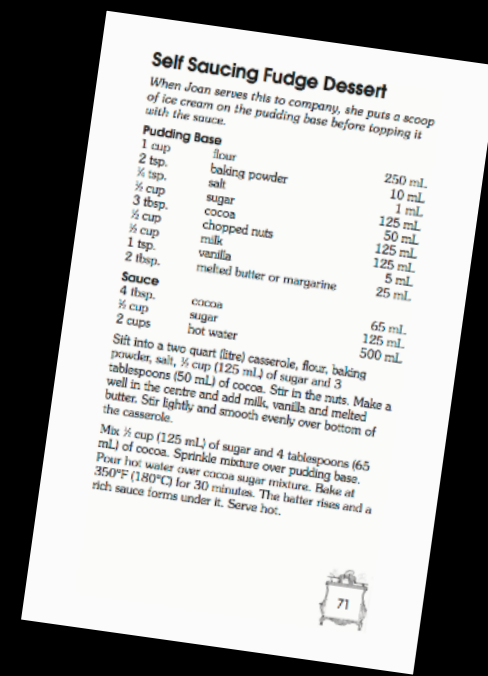 Self Saucing Fudge Dessert
When Joan serves this to company, she puts a scoop
of ice cream on the pudding base before topping it
with the sauce.
Pudding Base
1 cup flour 250 mL
2 tsp. baking powder 10 mL
¼ tsp. salt 1 mL
½ cup sugar 125 mL
3 tbsp. cocoa 50 mL
½ cup chopped nuts 125 mL
½ cup milk 125 mL
1 tsp. vanilla 5 mL
2 tbsp. melted butter or margarine 25 mL
Sauce
4 tbsp. cocoa 65 mL
½ cup sugar 125 mL
2 cups hot water 500 mL
Sift into a two quart (litre) casserole, flour, baking
powder, salt, ½ cup (125 mL) of sugar and 3
tablespoons (50 mL) of cocoa. Stir in the nuts. Make a
well in the centre and add milk, vanilla and melted
butter. Stir lightly and smooth evenly over bottom of
the casserole.
Mix ½ cup (125 mL) of sugar and 4 tablespoons (65
mL) of cocoa. Sprinkle mixture over pudding base.
Pour hot water over cocoa sugar mixture. Bake at
350°F (180°C) for 30 minutes. The batter rises and a
rich sauce forms under it. Serve hot.
71